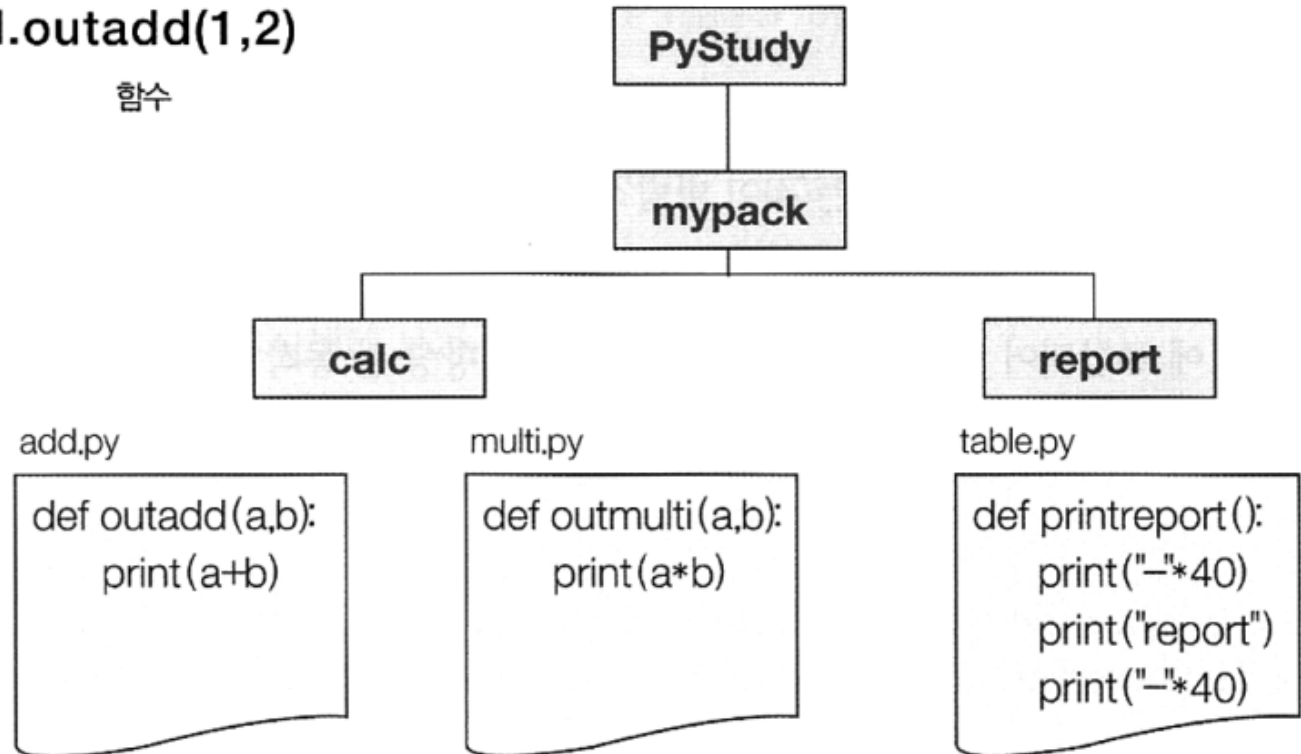 .outadd(1,2)
함수
PyStudy
mypack
calc
report
add.py
def outadd(a,b):
print(a+b)
multi.py
def outmulti(a,b):
print(a*b)
table.py
def printreport():
print("-"*40)
print("report")
print("-"*40)